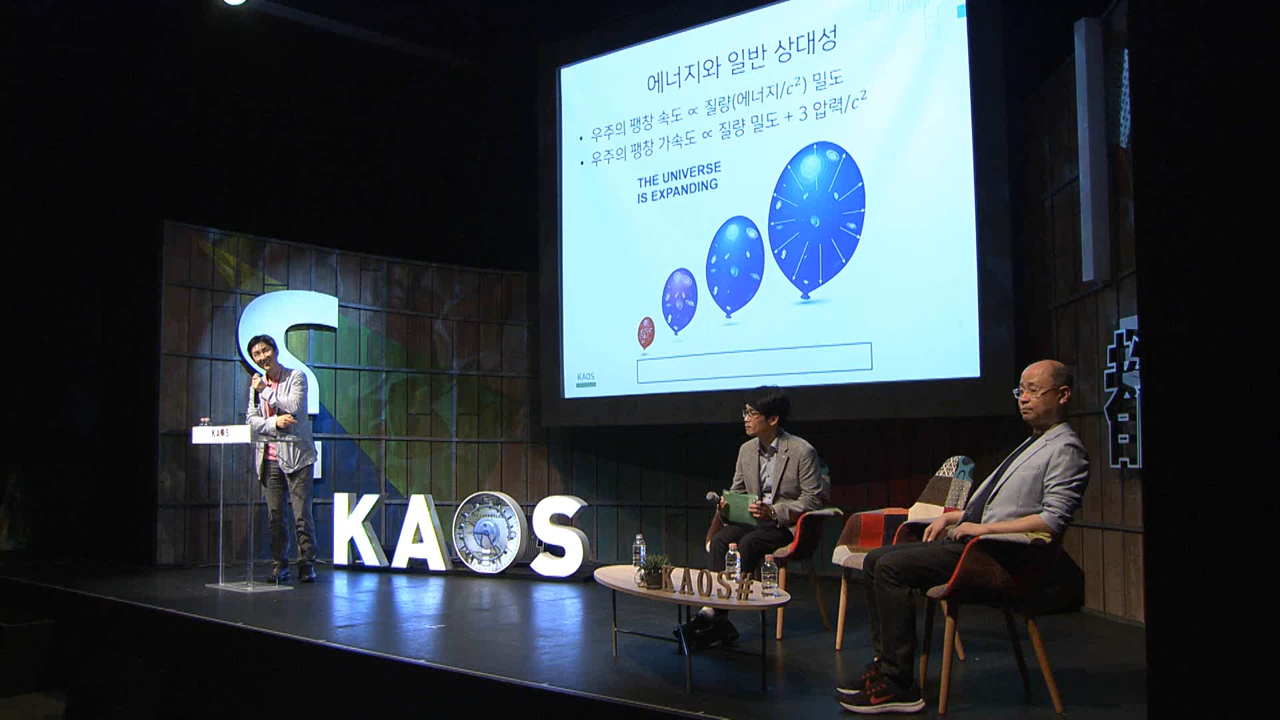 에너지와 일반 상대성
• 우주의 팽창 속도 ∝ 질량(에너지/c²) 밀도
• 우주의 팽창 가속도 ∝ 질량 밀도 + 3 압력/c²
THE UNIVERSE
IS EXPANDING
KAOS
KAOS
KAOS
KAOS#